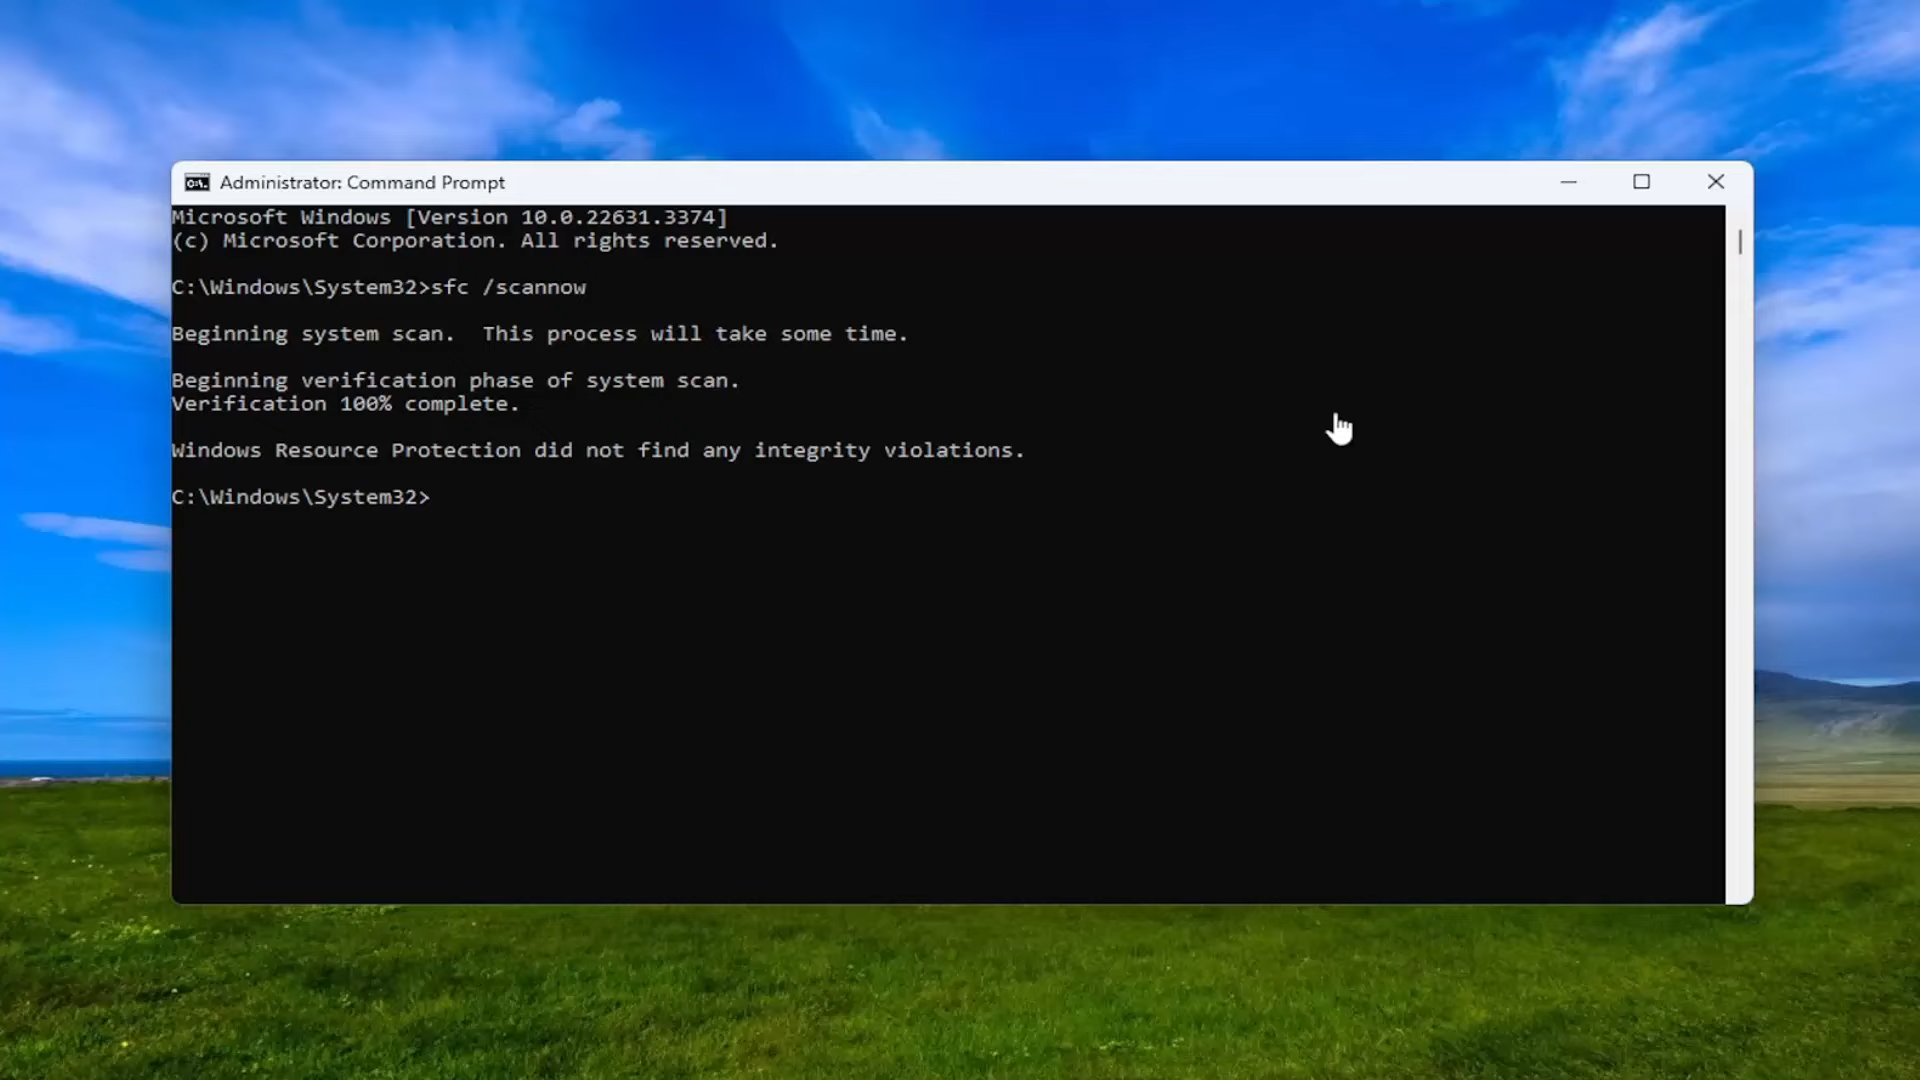 Administrator: Command Prompt
Microsoft Windows [Version 10.0.22631.3374]
(c) Microsoft Corporation. All rights reserved.
C:\Windows\System32>sfc /scannow
Beginning system scan.  This process will take some time.
Beginning verification phase of system scan.
Verification 100% complete.
Windows Resource Protection did not find any integrity violations.
C:\Windows\System32>